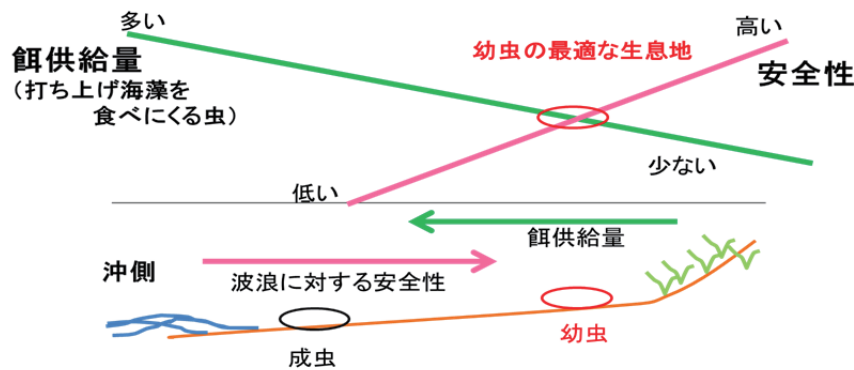 多い
高い
幼虫の最適な生息地
餌供給量
安全性
(打ち上げ海藻を
食べにくる虫)
少ない
低い
餌供給量
沖側
波浪に対する安全性
成虫
幼虫